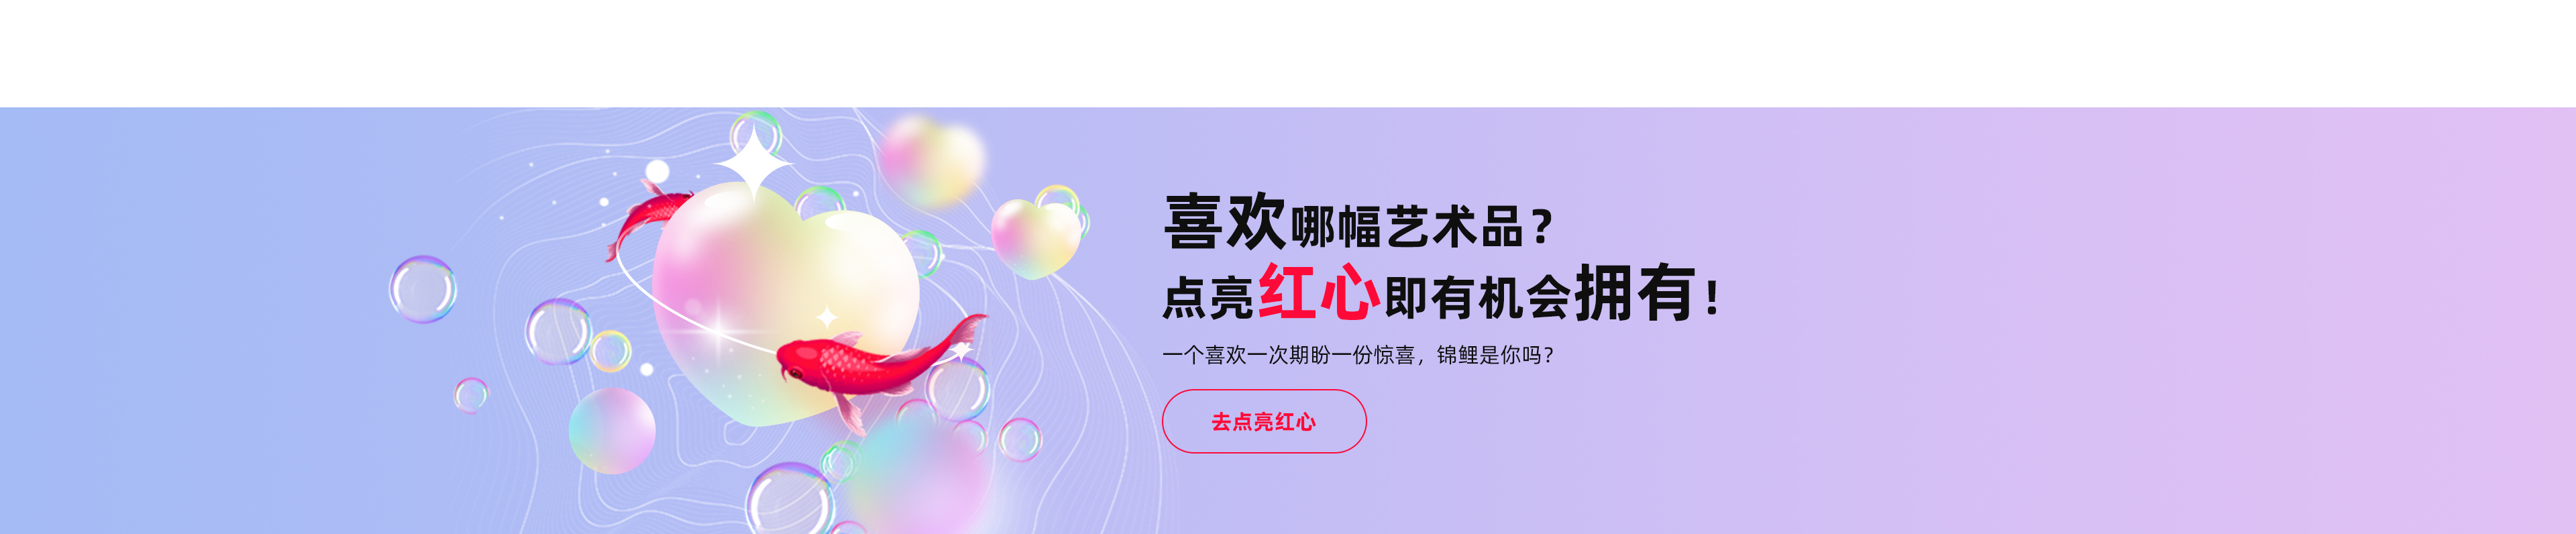 喜欢哪幅艺术品？
点亮红心即有机会拥有！
一个喜欢一次期盼一份惊喜，锦鲤是你吗？
去点亮红心